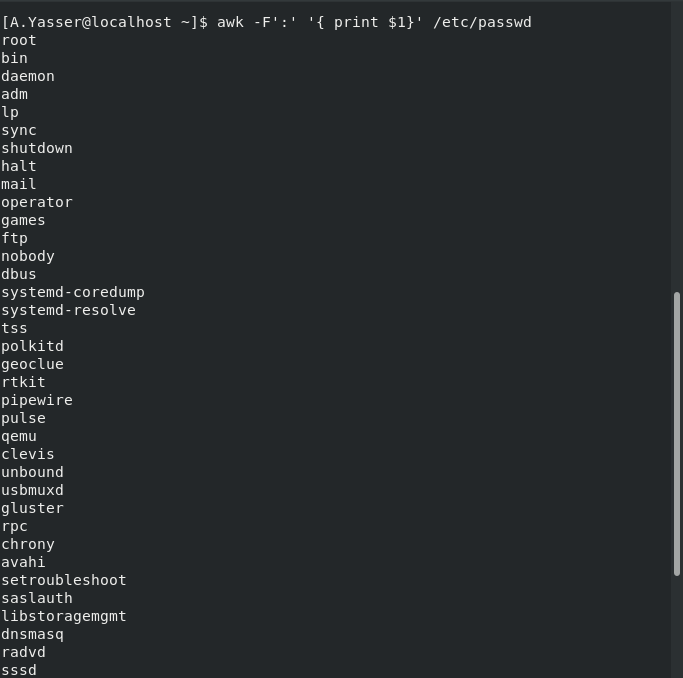 [A.Yasser@localhost ~]$ awk -F':' '{ print $1}' /etc/passwd
root
bin
daemon
adm
lp
sync
shutdown
halt
mail
operator
games
ftp
nobody
dbus
systemd-coredump
systemd-resolve
tss
polkitd
geoclue
rtkit
pipewire
pulse
qemu
clevis
unbound
usbmuxd
gluster
rpc
chrony
avahi
setroubleshoot
saslauth
libstoragemgmt
dnsmasq
radvd
sssd